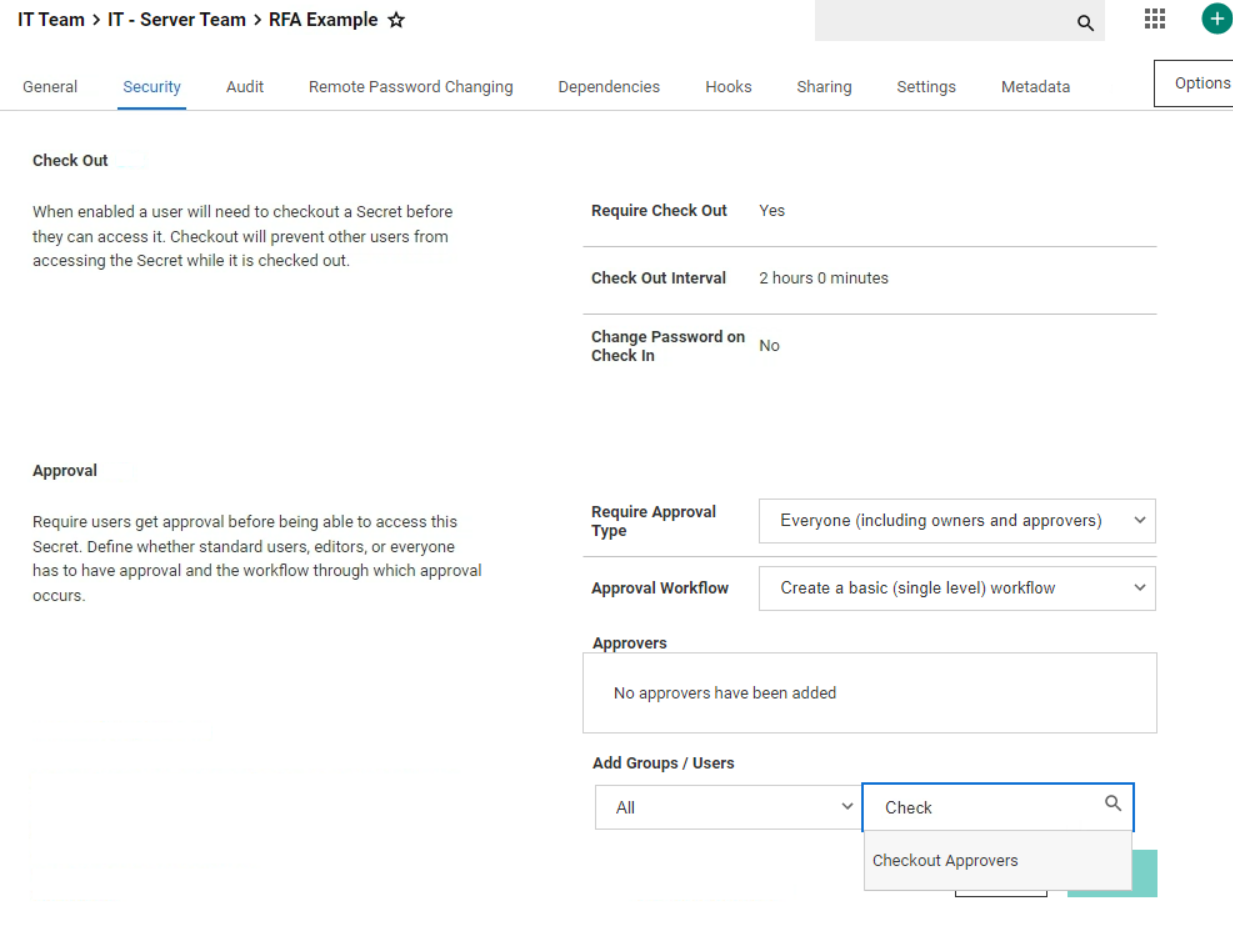 IT Team > IT - Server Team > RFA Example
General Security Audit Remote Password Changing Dependencies Hooks Sharing Settings Metadata Options
Check Out
When enabled a user will need to checkout a Secret before
they can access it. Checkout will prevent other users from
accessing the Secret while it is checked out.
Require Check Out Yes
Check Out Interval 2 hours 0 minutes
Change Password on
Check In
No
Approval
Require users get approval before being able to access this
Secret. Define whether standard users, editors, or everyone
has to have approval and the workflow through which approval
occurs.
Require Approval
Type
Everyone (including owners and approvers)
Approval Workflow Create a basic (single level) workflow
Approvers
No approvers have been added
Add Groups / Users
All Check
Checkout Approvers